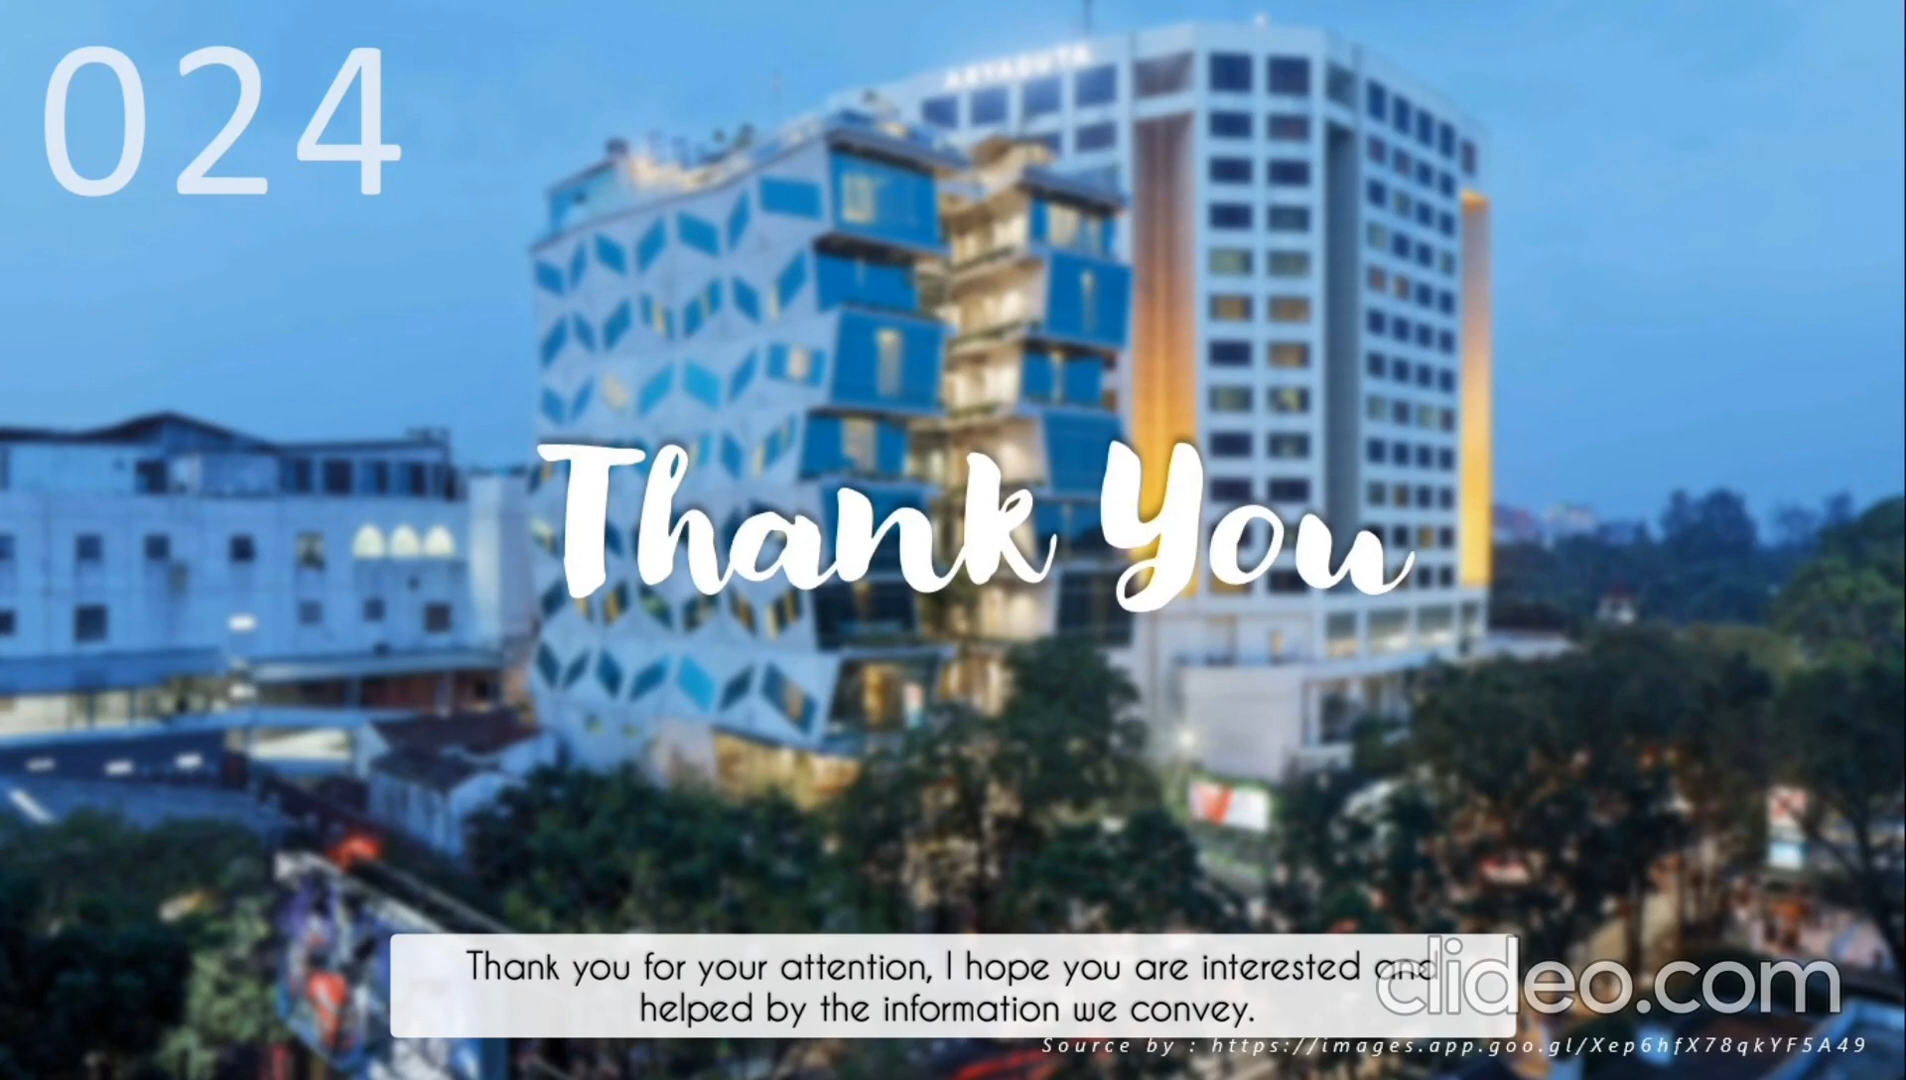 024
ARYADUTA
Thank You
Thank you for your attention, I hope you are interested and
helped by the information we convey.
clideo.com
Source by : https://images.app.goo.gl/Xep6hfX78qkYF5A49